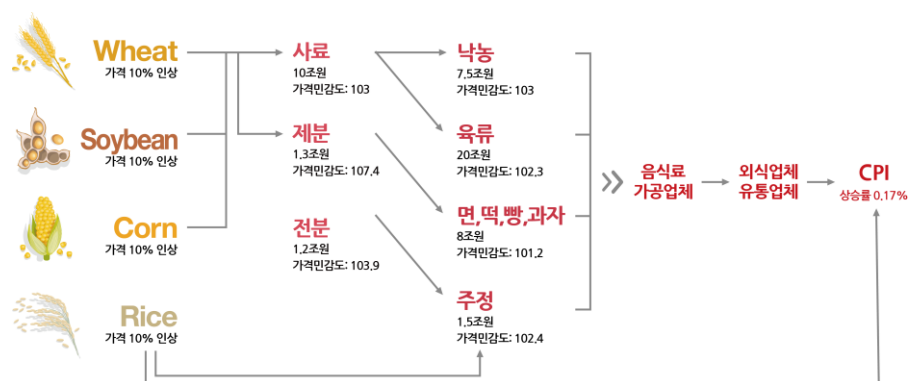 Wheat
가격 10% 인상
Soybean
가격 10% 인상
Corn
가격 10% 인상
Rice
가격 10% 인상
사료
10조원
가격민감도: 103
제분
1.3조원
가격민감도: 107.4
전분
1.2조원
가격민감도: 103.9
낙농
7.5조원
가격민감도: 103
육류
20조원
가격민감도: 102.3
면,떡,빵,과자
8조원
가격민감도: 101.2
주정
1.5조원
가격민감도: 102.4
음식료
가공업체
외식업체
유통업체
CPI
상승률 0.17%